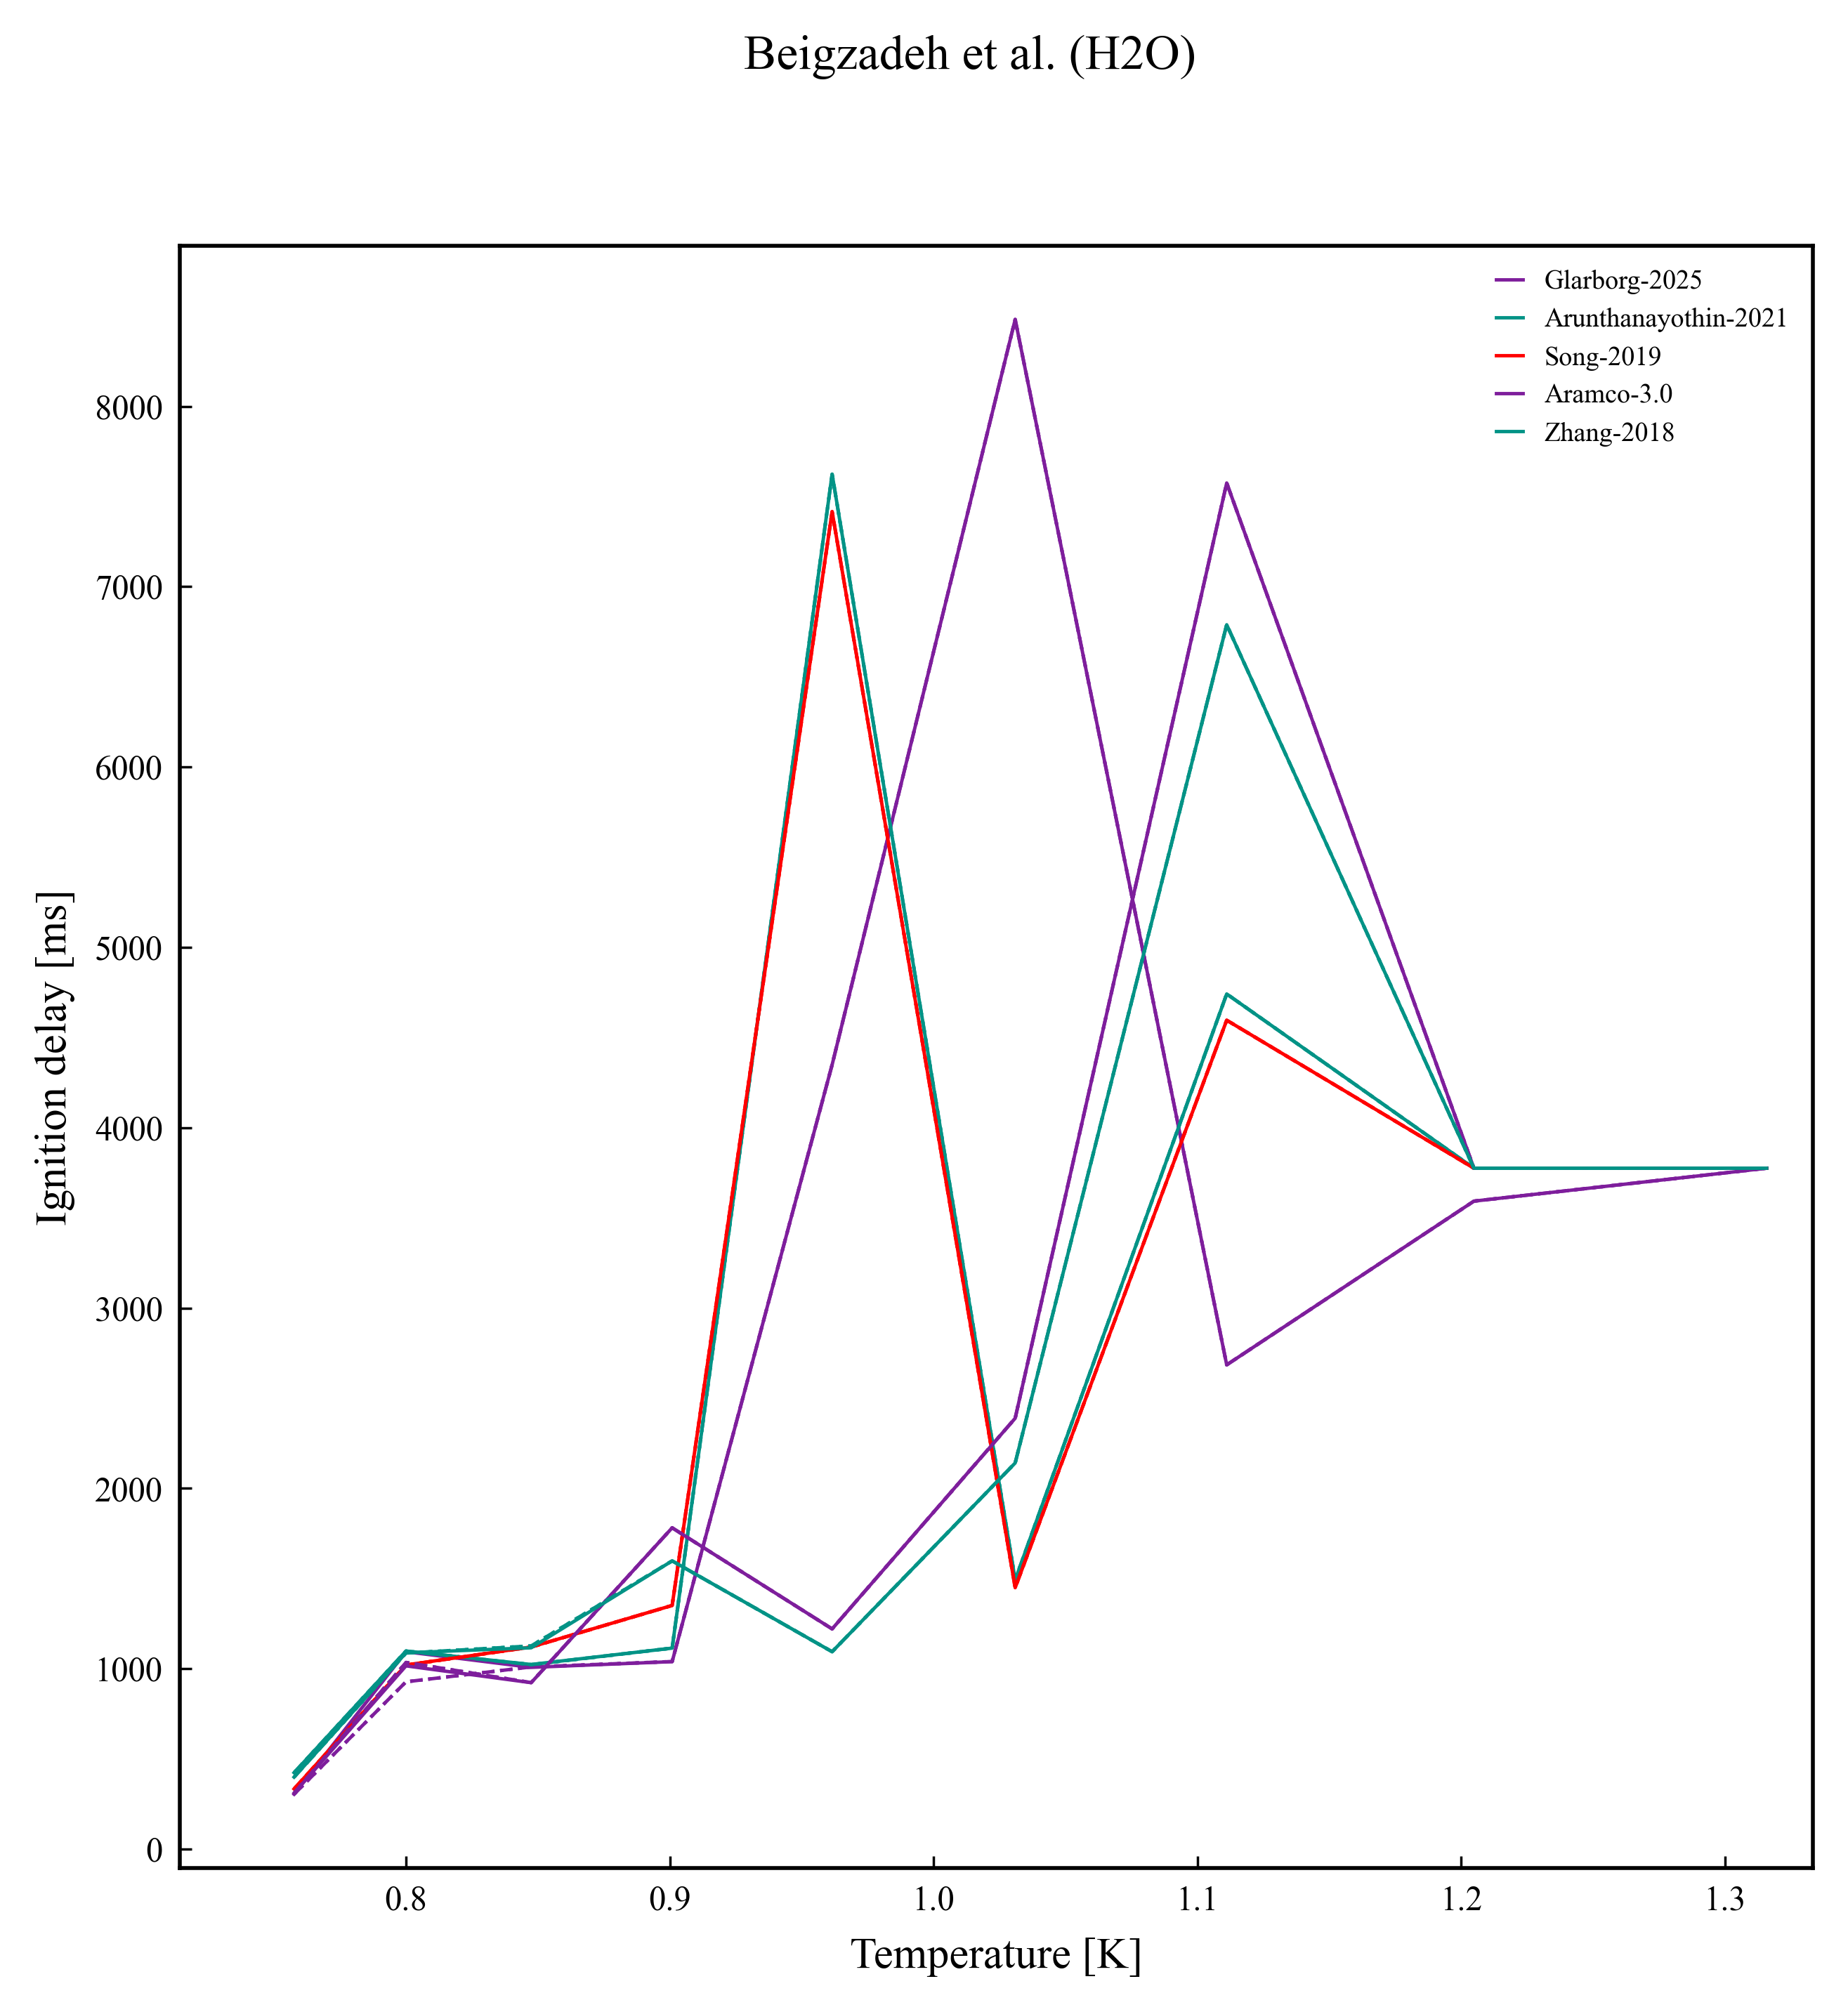 Beigzadeh et al. (H2O)
Glarborg-2025
Arunthanayothin-2021
Song-2019
Aramco-3.0
Zhang-2018
Ignition delay [ms]
8000
7000
6000
5000
4000
3000
2000
1000
0
0.8 0.9 1.0 1.1 1.2 1.3
Temperature [K]